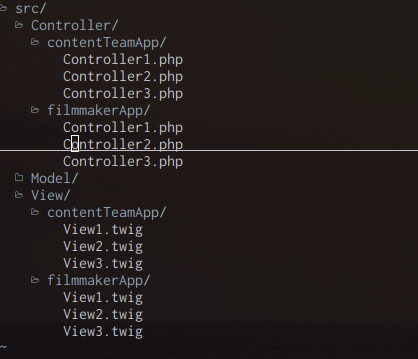 src/
Controller/
contentTeamApp/
Controller1.php
Controller2.php
Controller3.php
filmmakerApp/
Controller1.php
Controller2.php
Controller3.php
Model/
View/
contentTeamApp/
View1.twig
View2.twig
View3.twig
filmmakerApp/
View1.twig
View2.twig
View3.twig
~